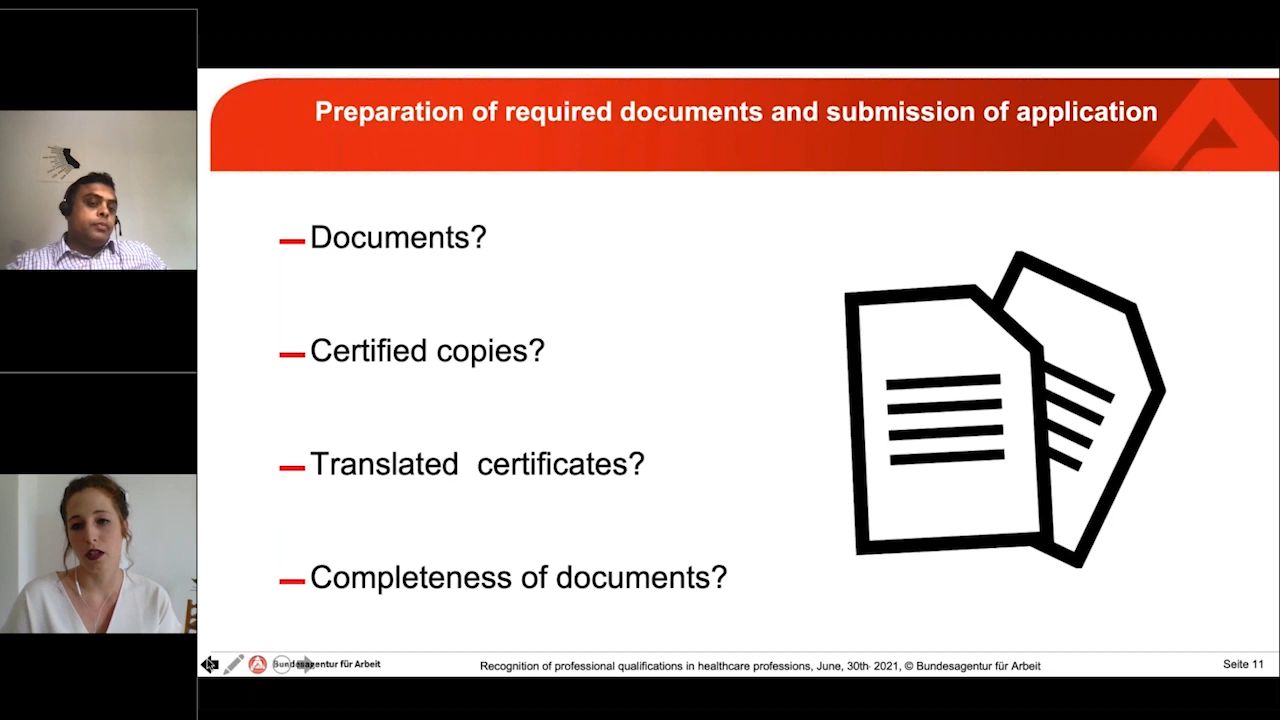 Preparation of required documents and submission of application
Documents?
Certified copies?
Translated certificates?
Completeness of documents?
Bundesagentur für Arbeit
Recognition of professional qualifications in healthcare professions, June, 30th 2021, © Bundesagentur für Arbeit
Seite 11